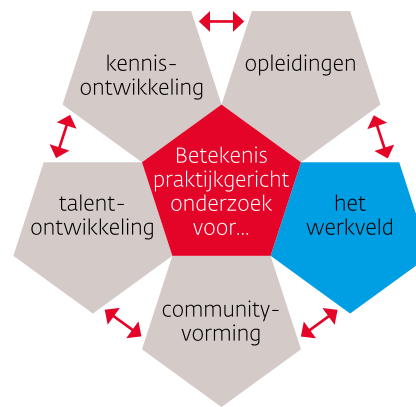 kennis-
ontwikkeling
opleidingen
Betekenis
praktijkgericht
onderzoek
voor...
talent-
ontwikkeling
het
werkveld
community-
vorming